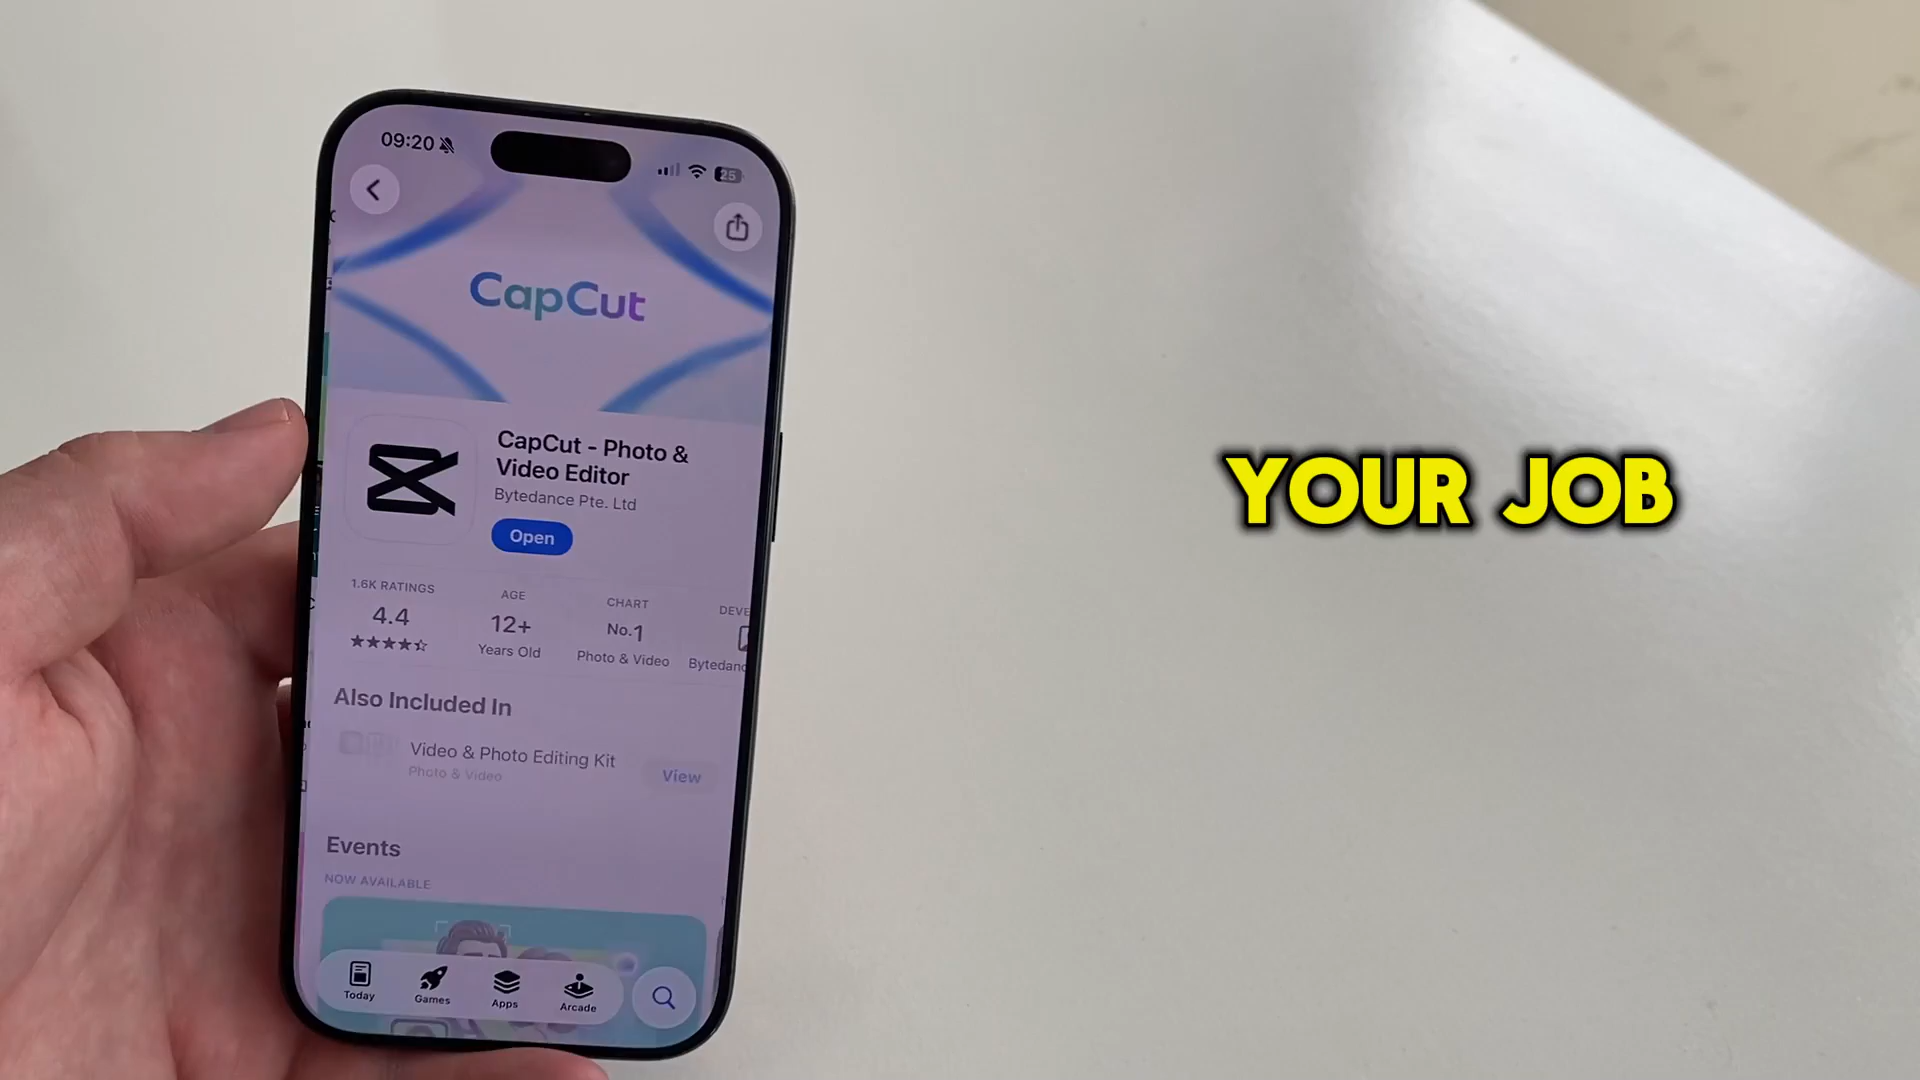 09:20
25
CapCut
CapCut - Photo &
Video Editor
Bytedance Pte. Ltd
Open
1.6K RATINGS
4.4
AGE
12+
Years Old
CHART
No.1
Photo & Video
DEVE
Bytedanc
Also Included In
Video & Photo Editing Kit
Photo & Video
View
Events
NOW AVAILABLE
Today
Games
Apps
Arcade
YOUR JOB